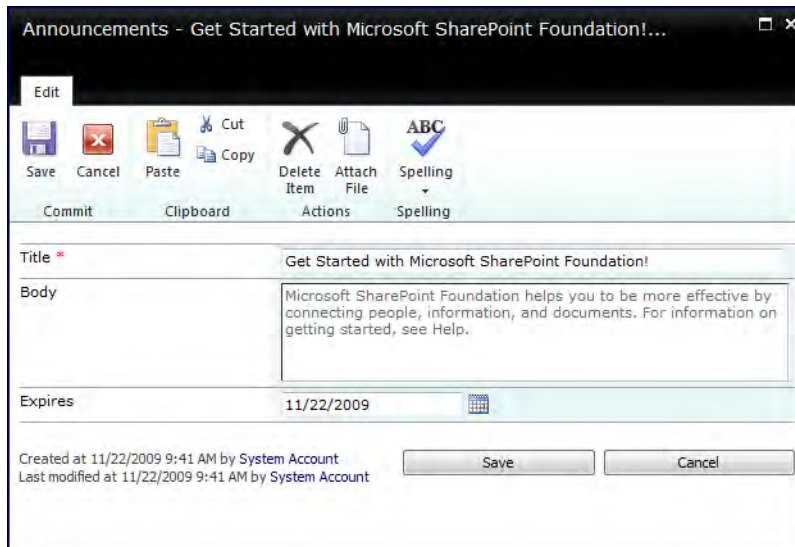 Announcements - Get Started with Microsoft SharePoint Foundation!...
Edit
Save
Cancel
Paste
Cut
Copy
Delete Item
Attach File
ABC
Spelling
Commit
Clipboard
Actions
Spelling
Title *
Get Started with Microsoft SharePoint Foundation!
Body
Microsoft SharePoint Foundation helps you to be more effective by
connecting people, information, and documents. For information on
getting started, see Help.
Expires
11/22/2009
Created at 11/22/2009 9:41 AM by System Account
Last modified at 11/22/2009 9:41 AM by System Account
Save
Cancel